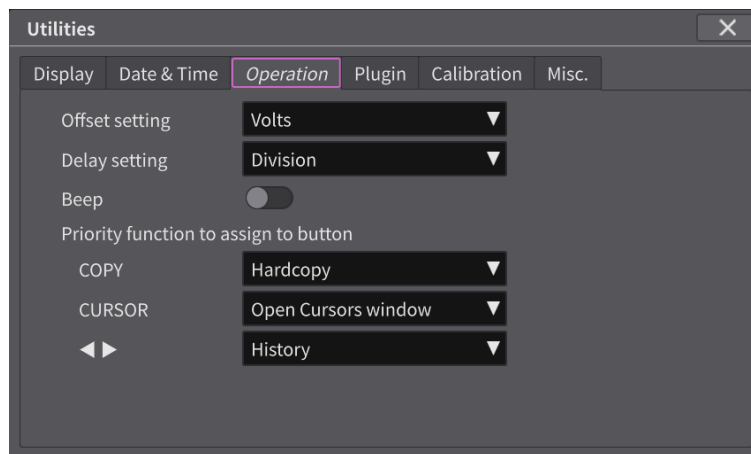 Utilities
Display Date & Time Operation Plugin Calibration Misc.
Offset setting Volts
Delay setting Division
Beep
Priority function to assign to button
COPY Hardcopy
CURSOR Open Cursors window
◀ ▶ History